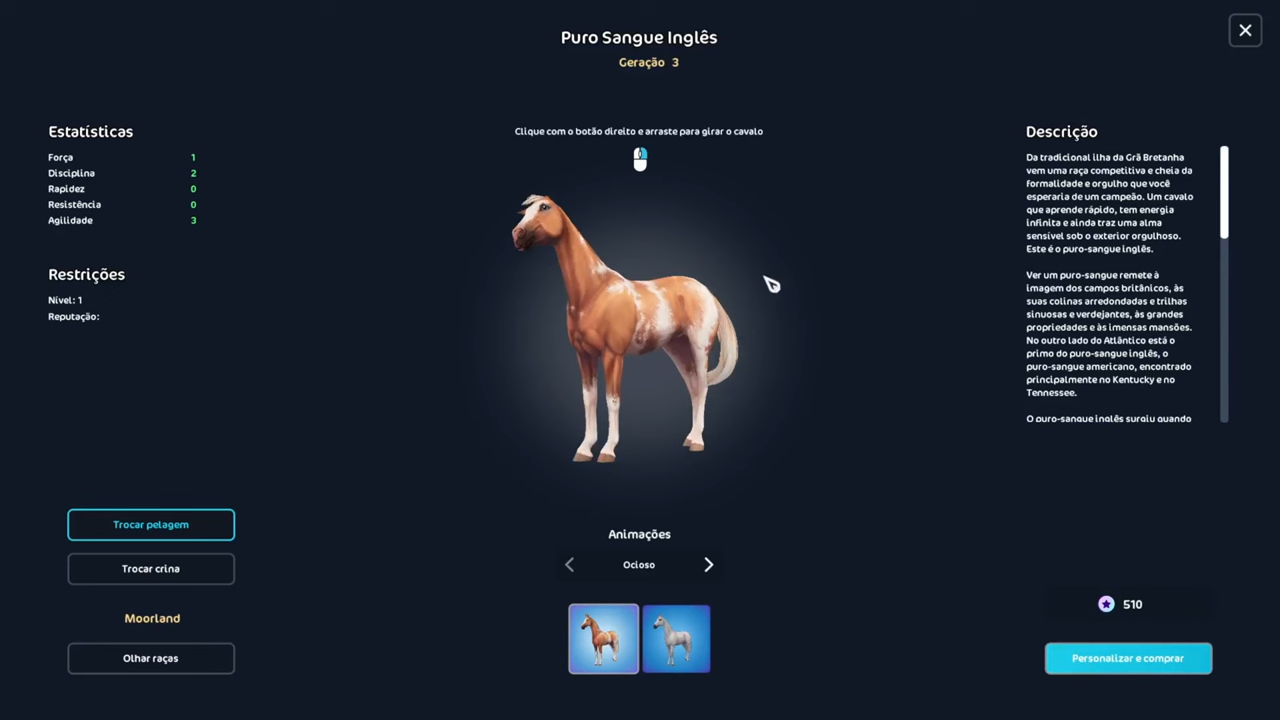 Puro Sangue Inglês
Geração 3
Estatísticas
Força 1
Disciplina 2
Rapidez 0
Resistência 0
Agilidade 3
Restrições
Nível: 1
Reputação:
Clique com o botão direito e arraste para girar o cavalo
Descrição
Da tradicional ilha da Grã Bretanha
vem uma raça competitiva e cheia da
formalidade e orgulho que você
esperaria de um campeão. Um cavalo
que aprende rápido, tem energia
infinita e ainda traz uma alma
sensível sob o exterior orgulhoso.
Este é o puro-sangue inglês.
Ver um puro-sangue remete à
imagem dos campos britânicos, às
suas colinas arredondadas e trilhas
sinuosas e verdejantes, às grandes
propriedades e às imensas mansões.
No outro lado do Atlântico está o
primo do puro-sangue inglês, o
puro-sangue americano, encontrado
principalmente no Kentucky e no
Tennessee.
O puro-sangue inglês surgiu quando
Trocar pelagem
Trocar crina
Moorland
Olhar raças
Animações
Ocioso
510
Personalizar e comprar